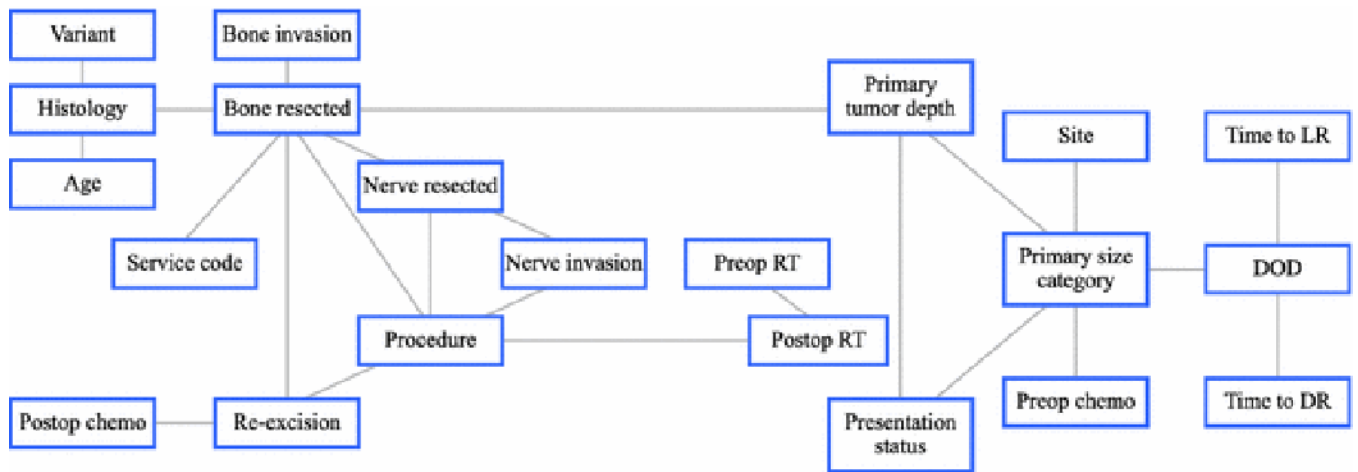 Variant
Bone invasion
Histology
Bone resected
Primary
tumor depth
Site
Time to LR
Age
Nerve resected
Service code
Nerve invasion
Preop RT
Primary size
category
DOD
Procedure
Postop RT
Postop chemo
Re-excision
Presentation
status
Preop chemo
Time to DR